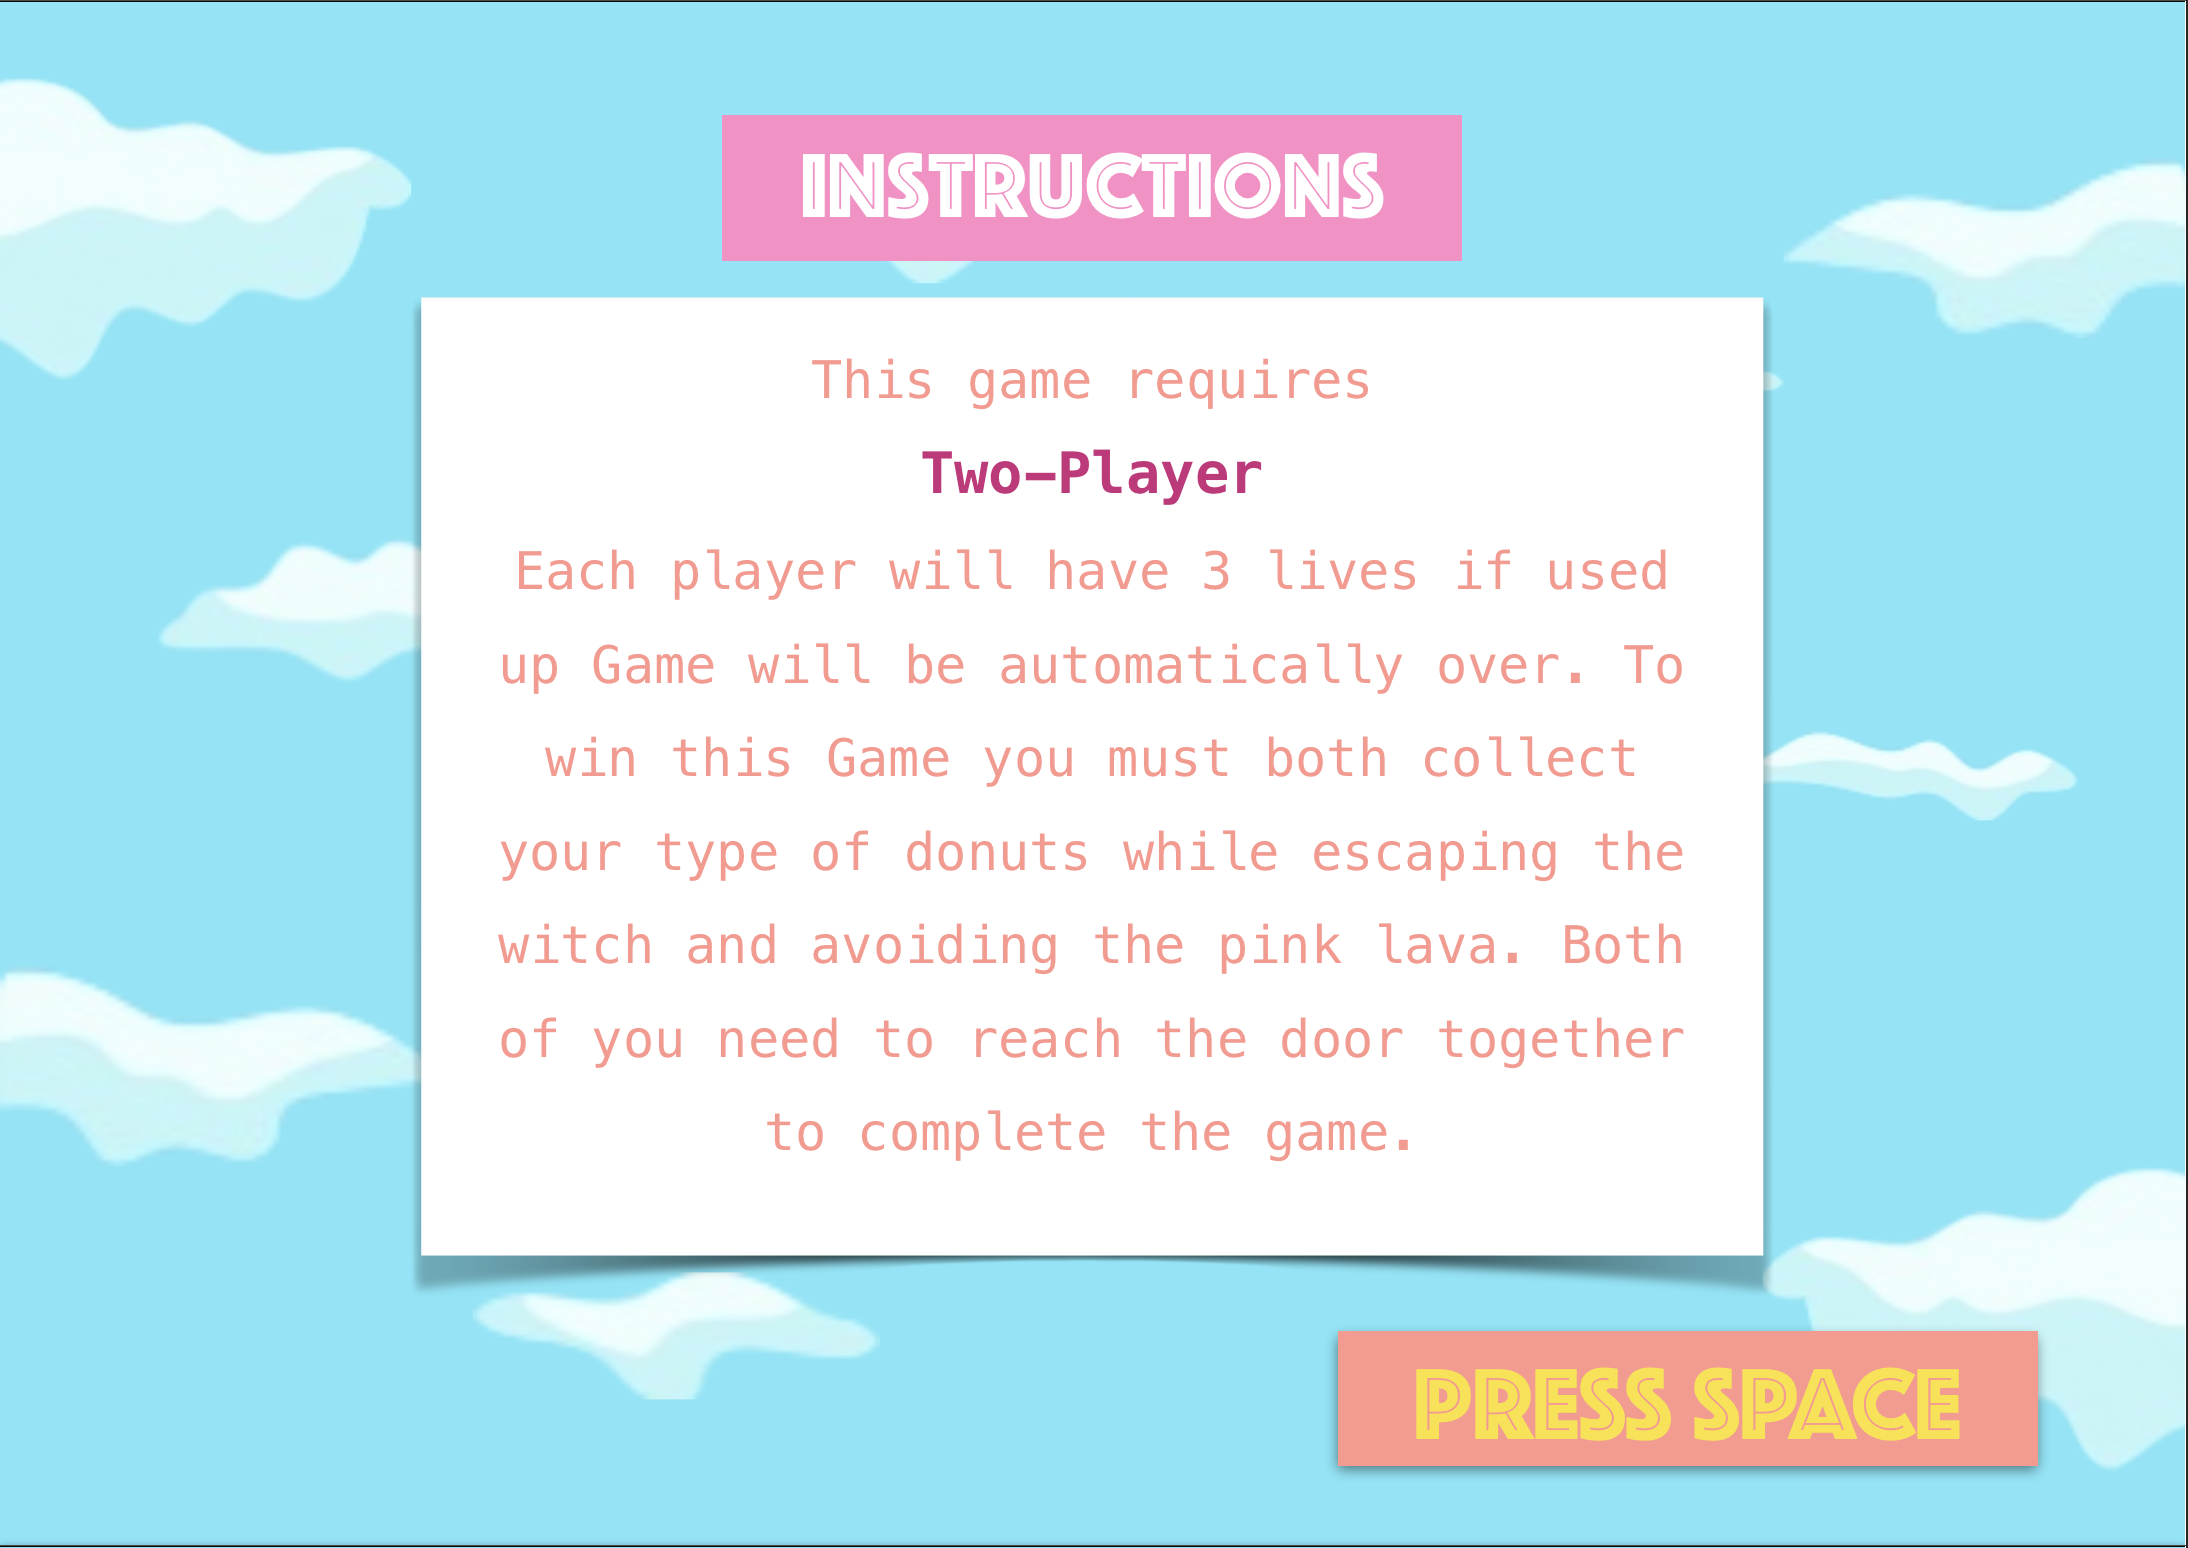 INSTRUCTIONS
This game requires
Two-Player
Each player will have 3 lives if used
up Game will be automatically over. To
win this Game you must both collect
your type of donuts while escaping the
witch and avoiding the pink lava. Both
of you need to reach the door together
to complete the game.
PRESS SPACE